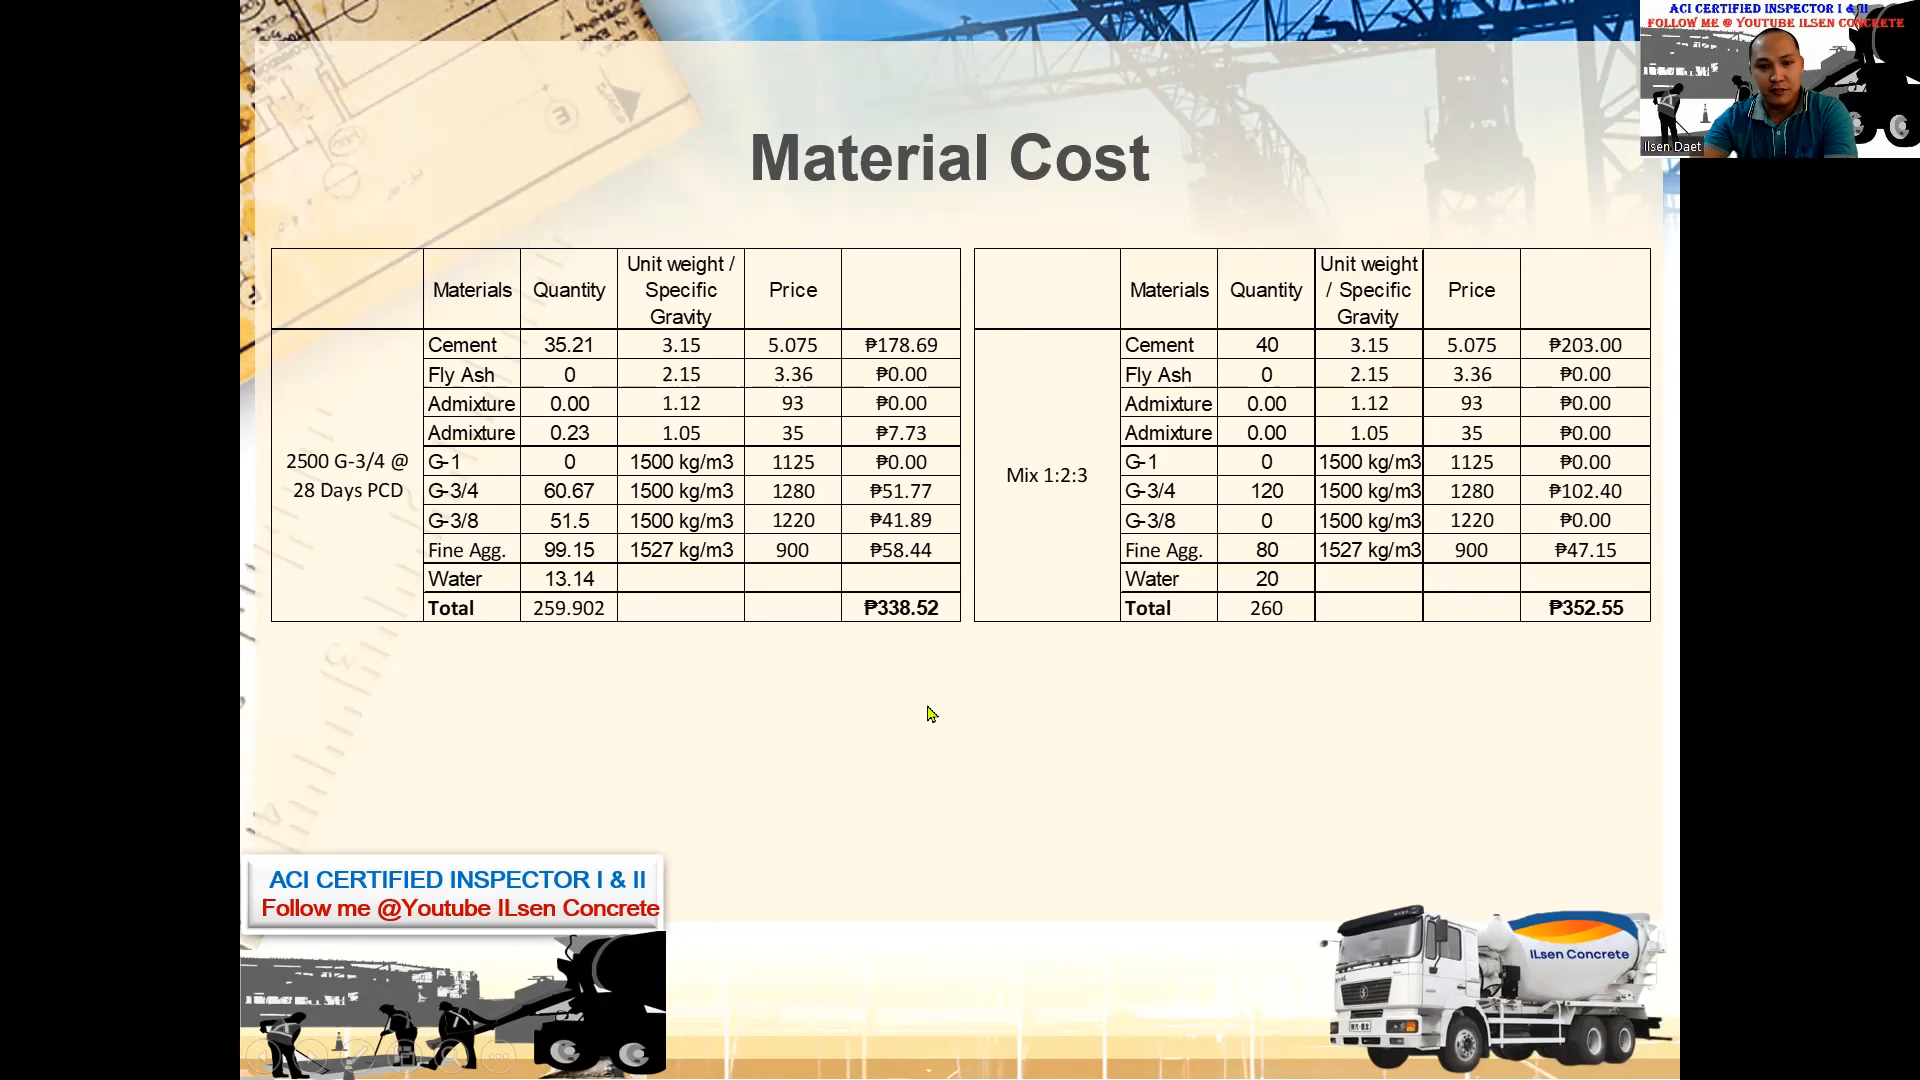 ACI CERTIFIED INSPECTOR I & II
FOLLOW ME @ YOUTUBE ILSEN CONCRETE
Ilsen Daet
Material Cost
Materials Quantity Unit weight / Specific Gravity Price
2500 G-3/4 @ 28 Days PCD
Cement 35.21 3.15 5.075 ₱178.69
Fly Ash 0 2.15 3.36 ₱0.00
Admixture 0.00 1.12 93 ₱0.00
Admixture 0.23 1.05 35 ₱7.73
G-1 0 1500 kg/m3 1125 ₱0.00
G-3/4 60.67 1500 kg/m3 1280 ₱51.77
G-3/8 51.5 1500 kg/m3 1220 ₱41.89
Fine Agg. 99.15 1527 kg/m3 900 ₱58.44
Water 13.14
Total 259.902 ₱338.52
Materials Quantity Unit weight / Specific Gravity Price
Mix 1:2:3
Cement 40 3.15 5.075 ₱203.00
Fly Ash 0 2.15 3.36 ₱0.00
Admixture 0.00 1.12 93 ₱0.00
Admixture 0.00 1.05 35 ₱0.00
G-1 0 1500 kg/m3 1125 ₱0.00
G-3/4 120 1500 kg/m3 1280 ₱102.40
G-3/8 0 1500 kg/m3 1220 ₱0.00
Fine Agg. 80 1527 kg/m3 900 ₱47.15
Water 20
Total 260 ₱352.55
ACI CERTIFIED INSPECTOR I & II
Follow me @Youtube ILsen Concrete
ILsen Concrete